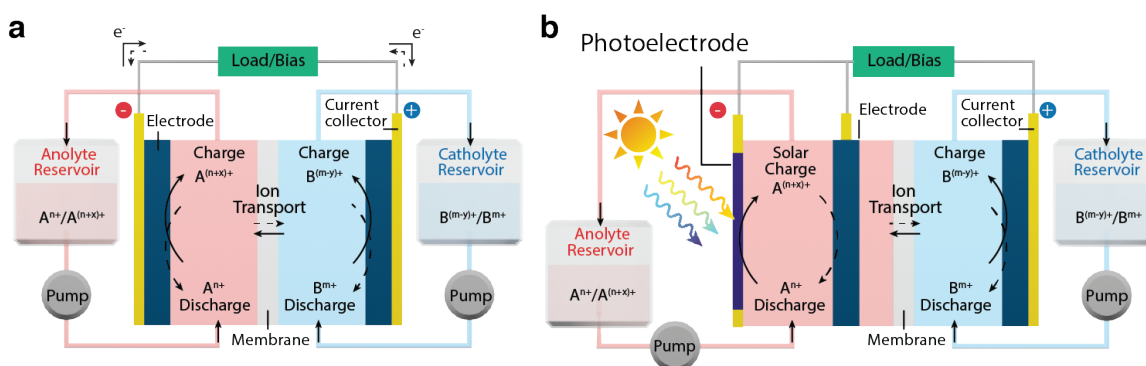 a
e-
Load/Bias
e-
-
+
Electrode
Current
collector
Anolyte
Reservoir
Aⁿ⁺/A⁽ⁿ⁺ˣ⁾⁺
Pump
Charge
A⁽ⁿ⁺ˣ⁾⁺
Ion
Transport
Aⁿ⁺
Discharge
Charge
B⁽ᵐ⁻ʸ⁾⁺
Bᵐ⁺
Discharge
Membrane
Catholyte
Reservoir
B⁽ᵐ⁻ʸ⁾⁺/Bᵐ⁺
Pump
b
Photoelectrode
Load/Bias
-
+
Electrode
Current
collector
Anolyte
Reservoir
Aⁿ⁺/A⁽ⁿ⁺ˣ⁾⁺
Pump
Solar
Charge
A⁽ⁿ⁺ˣ⁾⁺
Aⁿ⁺
Discharge
Ion
Transport
Charge
B⁽ᵐ⁻ʸ⁾⁺
Bᵐ⁺
Discharge
Membrane
Catholyte
Reservoir
B⁽ᵐ⁻ʸ⁾⁺/Bᵐ⁺
Pump